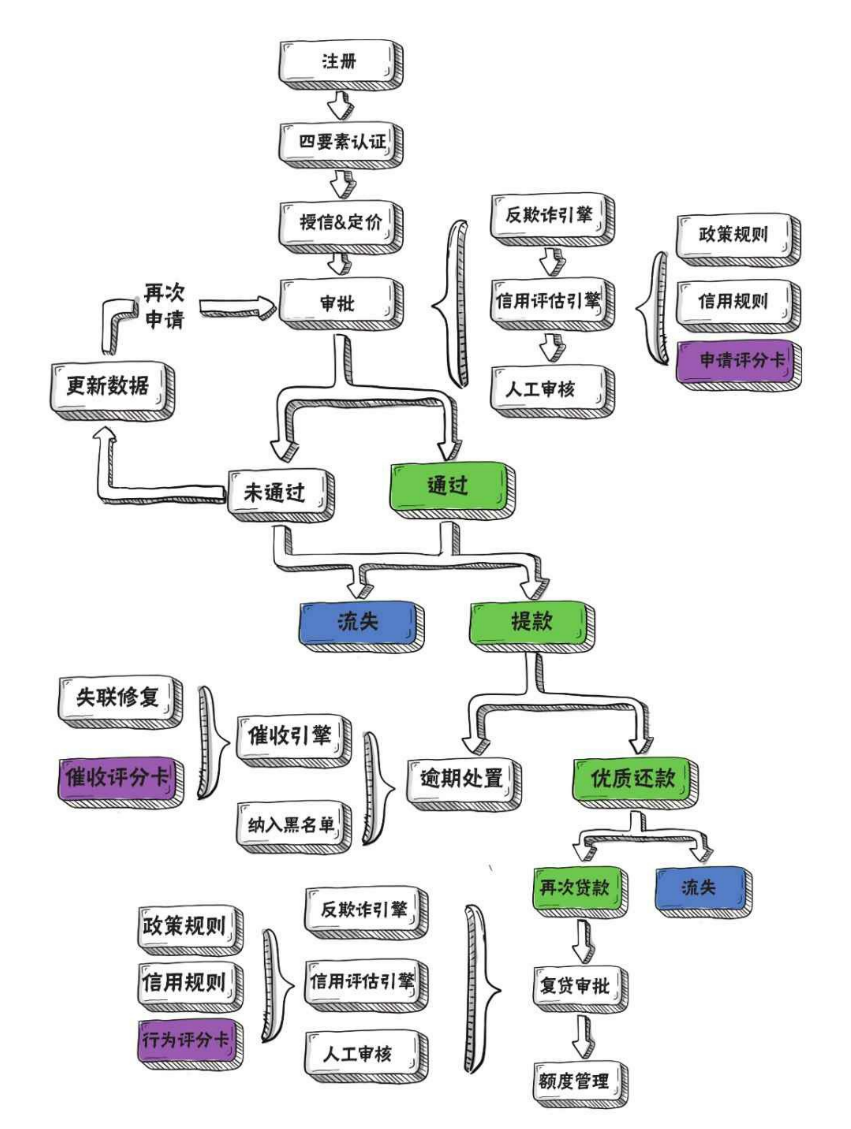 注册
四要素认证
授信&定价
审批
再次
申请
更新数据
反欺诈引擎
信用评估引擎
人工审核
政策规则
信用规则
申请评分卡
未通过
通过
流失
提款
失联修复
催收评分卡
催收引擎
纳入黑名单
逾期处置
优质还款
再次贷款
流失
政策规则
信用规则
行为评分卡
反欺诈引擎
信用评估引擎
人工审核
复贷审批
额度管理